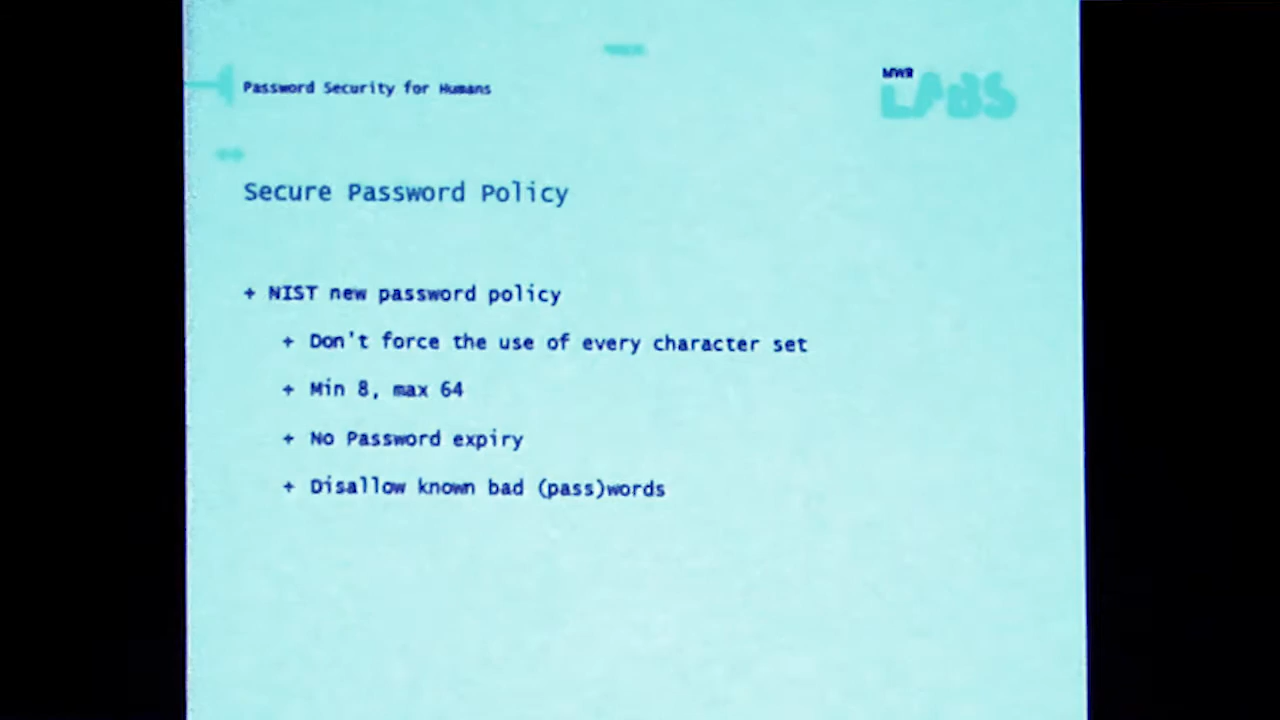 Password Security for Humans
MWR
LABS
Secure Password Policy
+ NIST new password policy
+ Don't force the use of every character set
+ Min 8, max 64
+ No Password expiry
+ Disallow known bad (pass)words